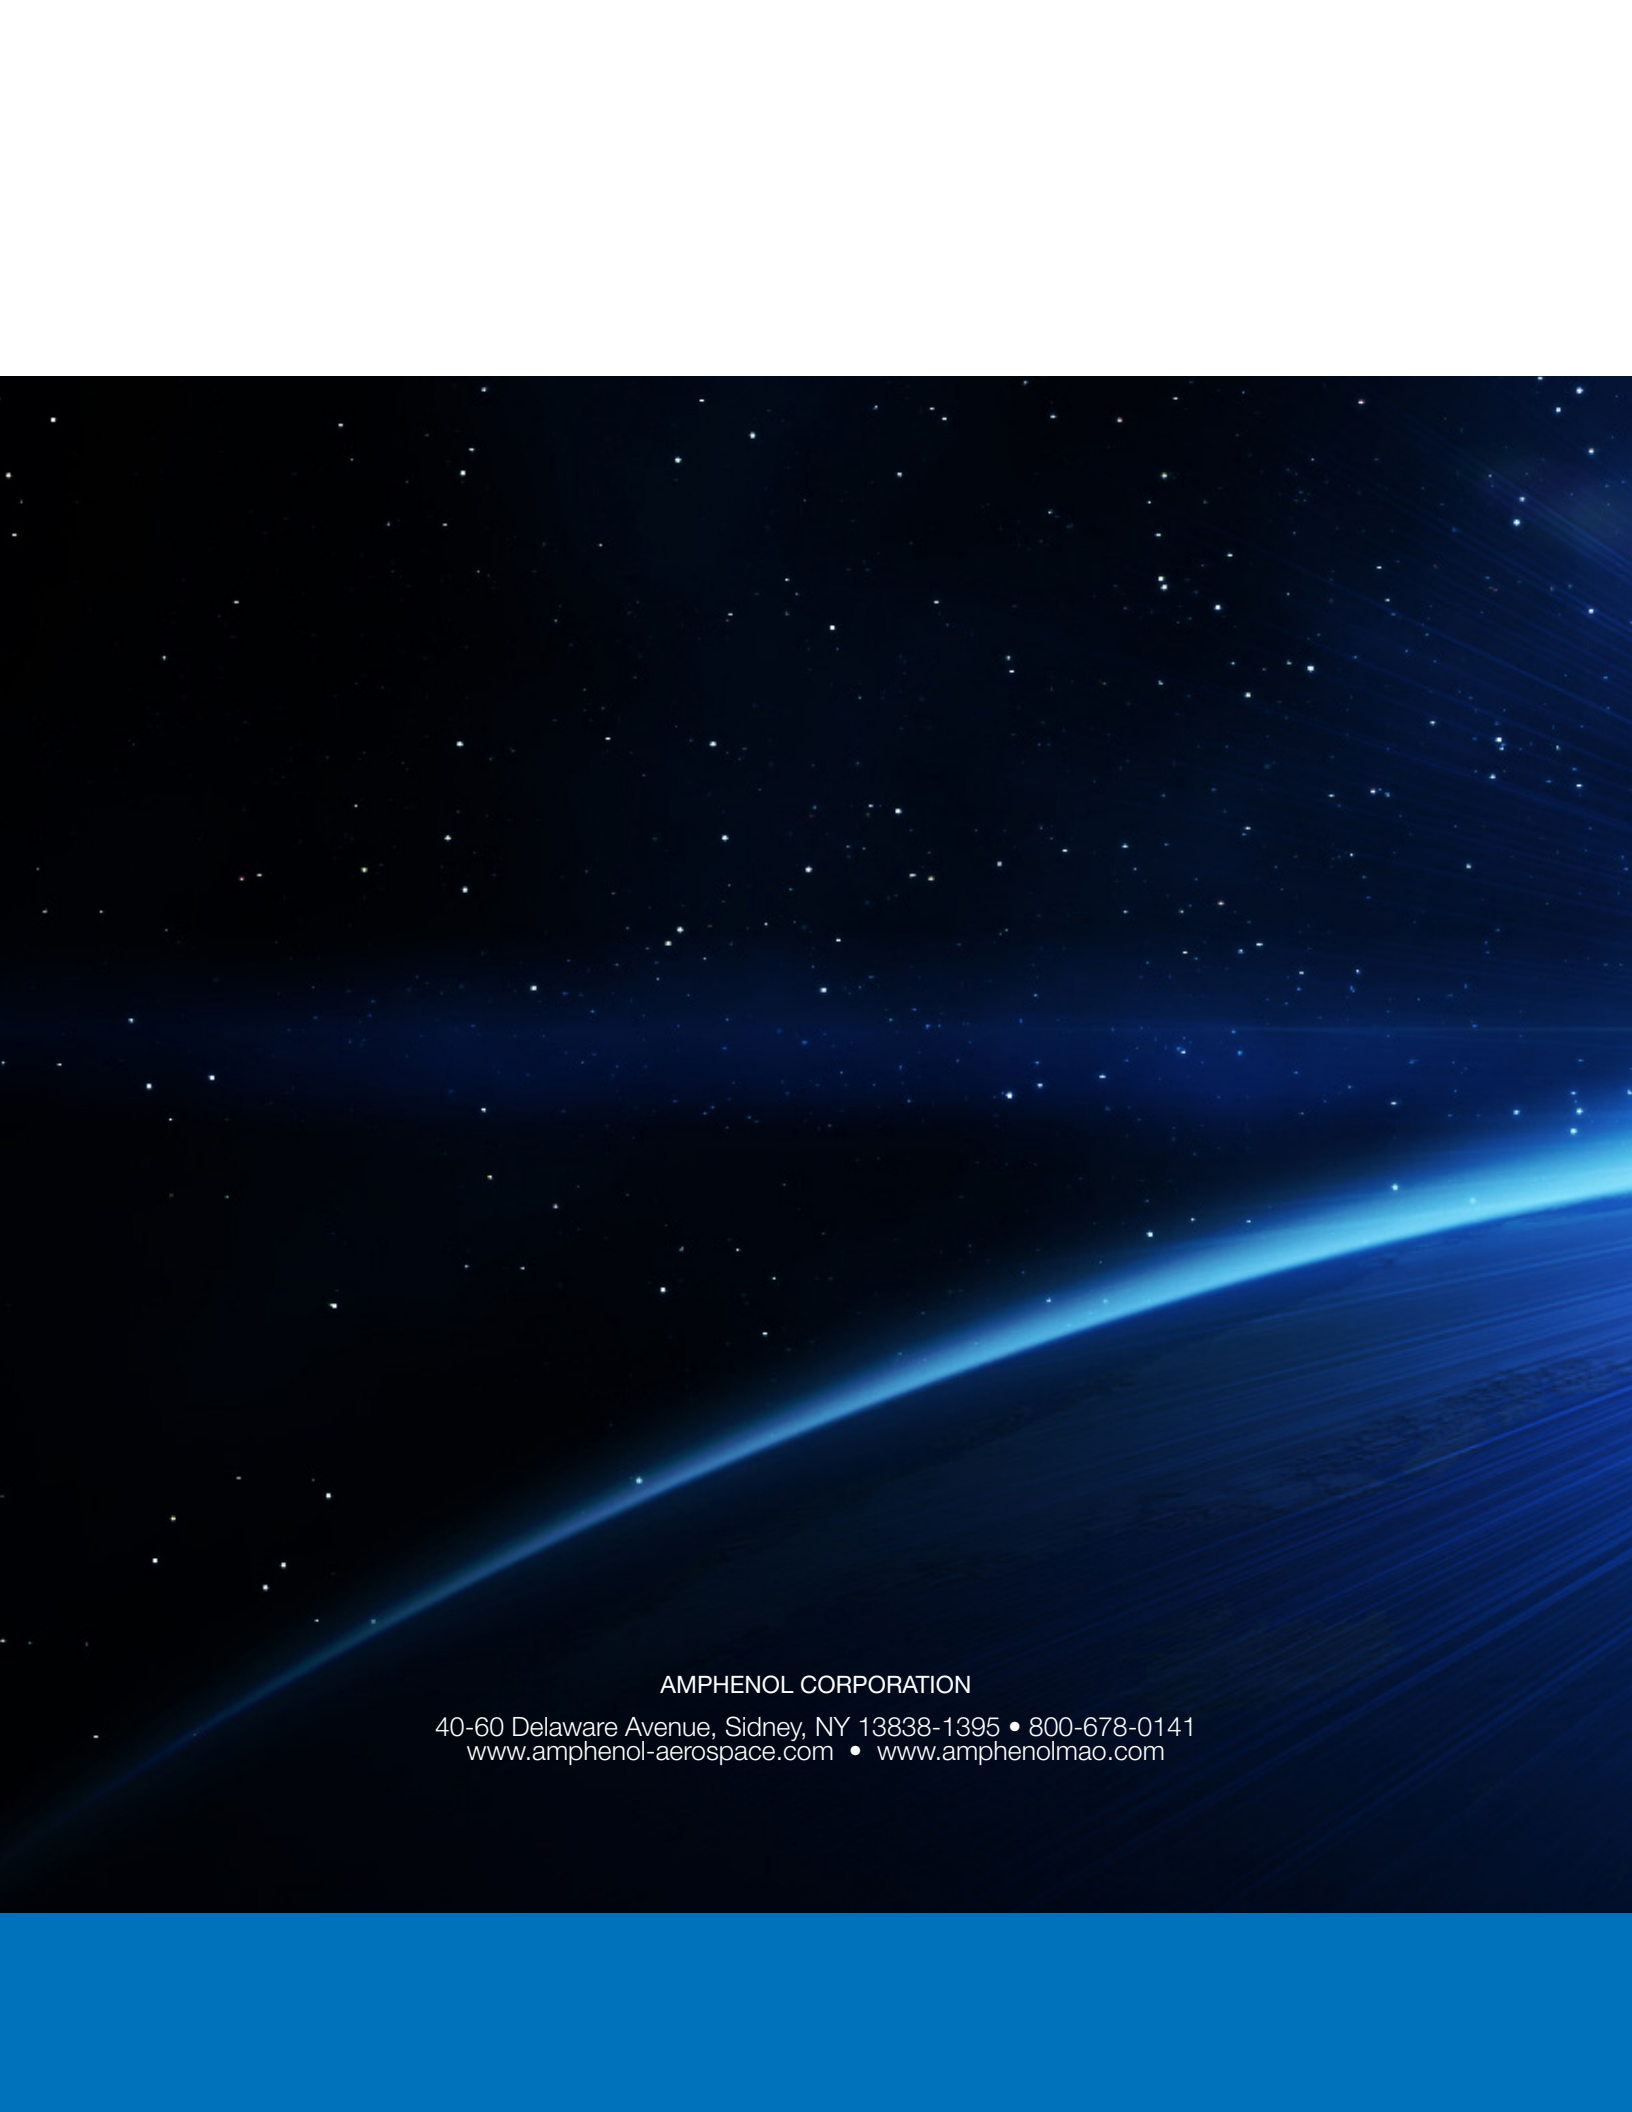 AMPHENOL CORPORATION
40-60 Delaware Avenue, Sidney, NY 13838-1395 • 800-678-0141
www.amphenol-aerospace.com • www.amphenolmao.com